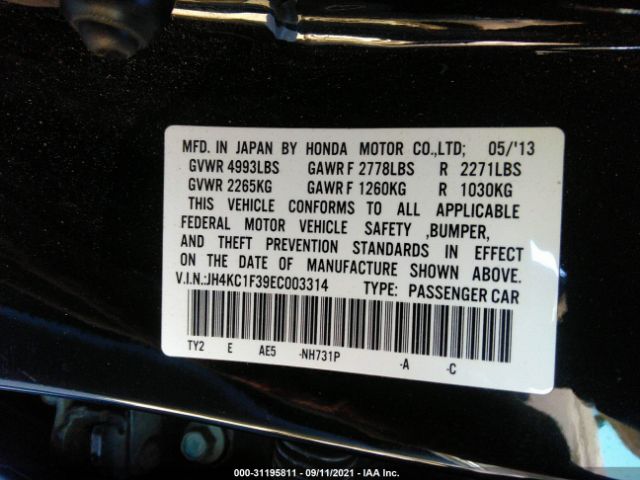 MFD. IN JAPAN BY HONDA MOTOR CO.,LTD; 05/'13
GVWR 4993LBS GAWR F 2778LBS R 2271LBS
GVWR 2265KG GAWR F 1260KG R 1030KG
THIS VEHICLE CONFORMS TO ALL APPLICABLE
FEDERAL MOTOR VEHICLE SAFETY ,BUMPER,
AND THEFT PREVENTION STANDARDS IN EFFECT
ON THE DATE OF MANUFACTURE SHOWN ABOVE.
V.I.N.:JH4KC1F39EC003314 TYPE: PASSENGER CAR
TY2 E AE5 -NH731P -A -C
000-31195811 - 09/11/2021 - IAA Inc.